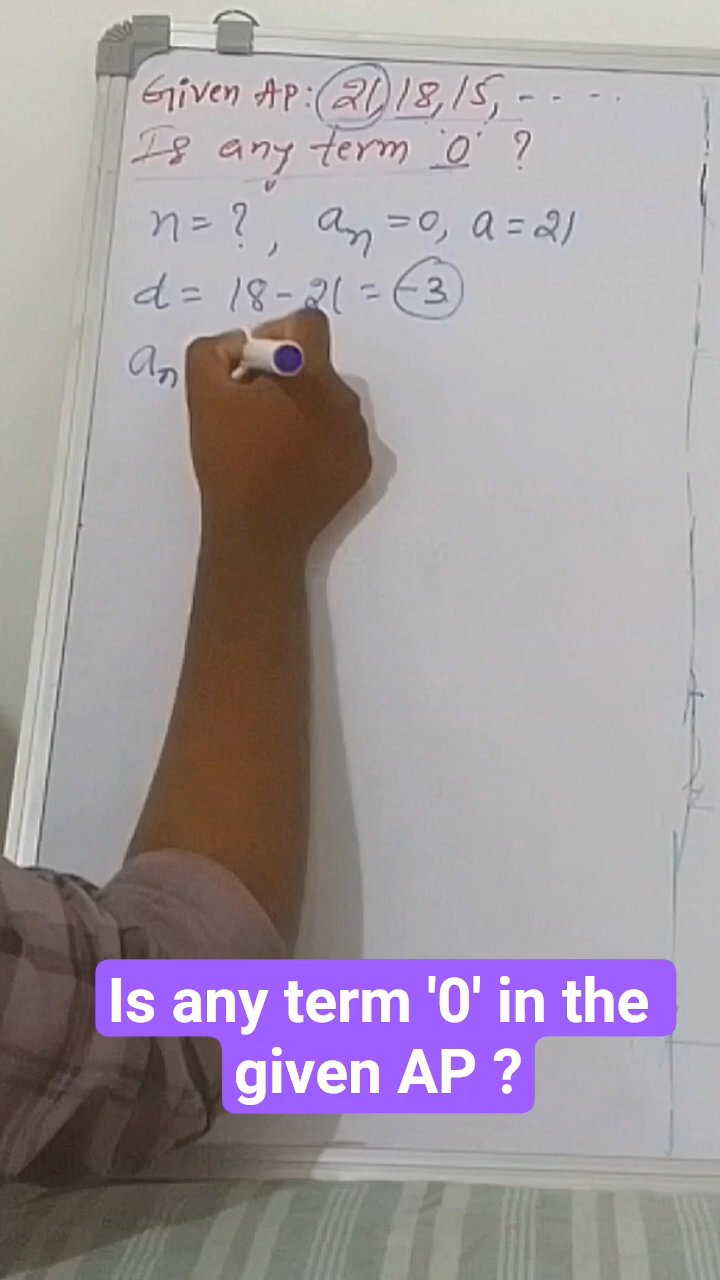 Given AP: 21, 18, 15, - - - .
Is any term '0' ?
n = ?, an = 0, a = 21
d = 18 - 21 = -3
an
Is any term '0' in the
given AP ?